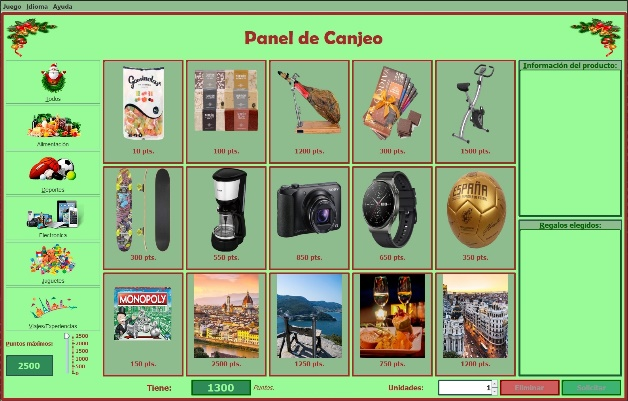 Juego Idioma Ayuda
Panel de Canjeo
Todos
Alimentación
Deportes
Electrónica
Juguetes
Viajes/Experiencias
Puntos máximos:
2500
2500
2000
1500
1000
500
0
10 pts.
100 pts.
1200 pts.
300 pts.
1500 pts.
300 pts.
550 pts.
850 pts.
650 pts.
ESPAÑA
350 pts.
MONOPOLY
150 pts.
2500 pts.
1250 pts.
750 pts.
1200 pts.
Información del producto:
Regalos elegidos:
Tiene:
1300
Puntos.
Unidades:
1
Eliminar
Solicitar